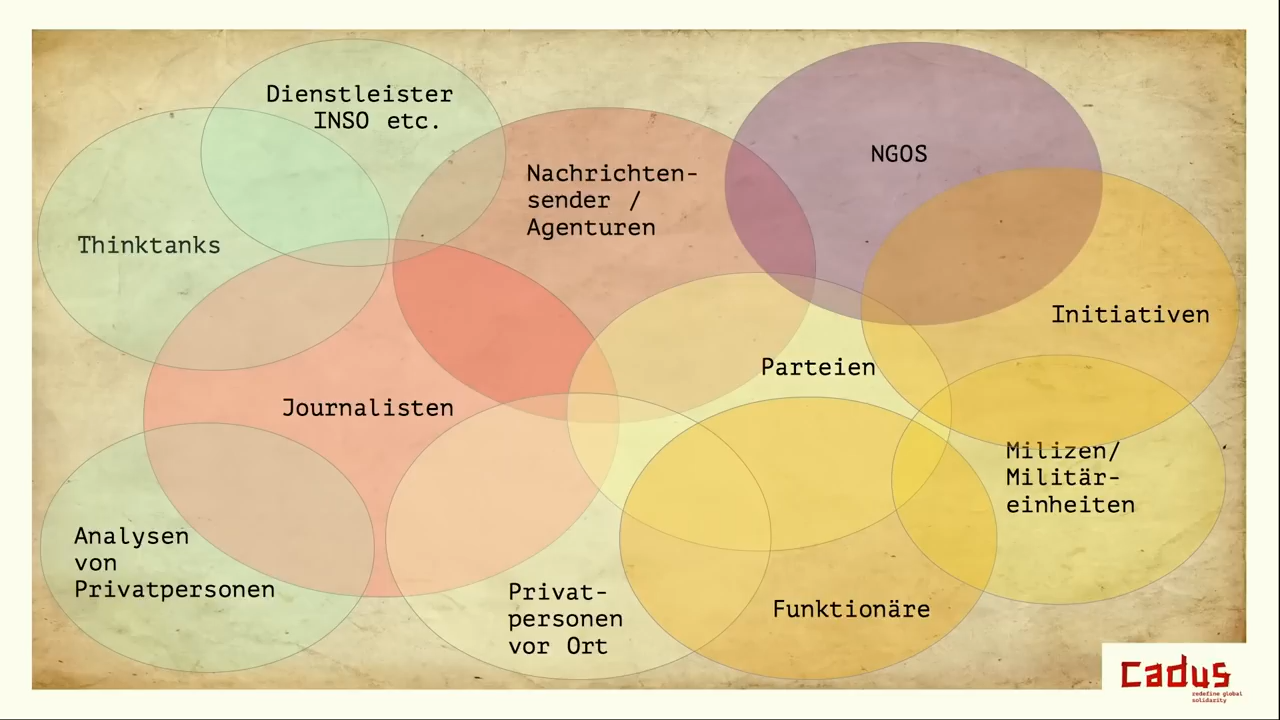 Dienstleister
INSO etc.
Thinktanks
Nachrichten-
sender /
Agenturen
NGOS
Initiativen
Parteien
Journalisten
Milizen/
Militär-
einheiten
Analysen
von
Privatpersonen
Privat-
personen
vor Ort
Funktionäre
cadus
redefine global
solidarity